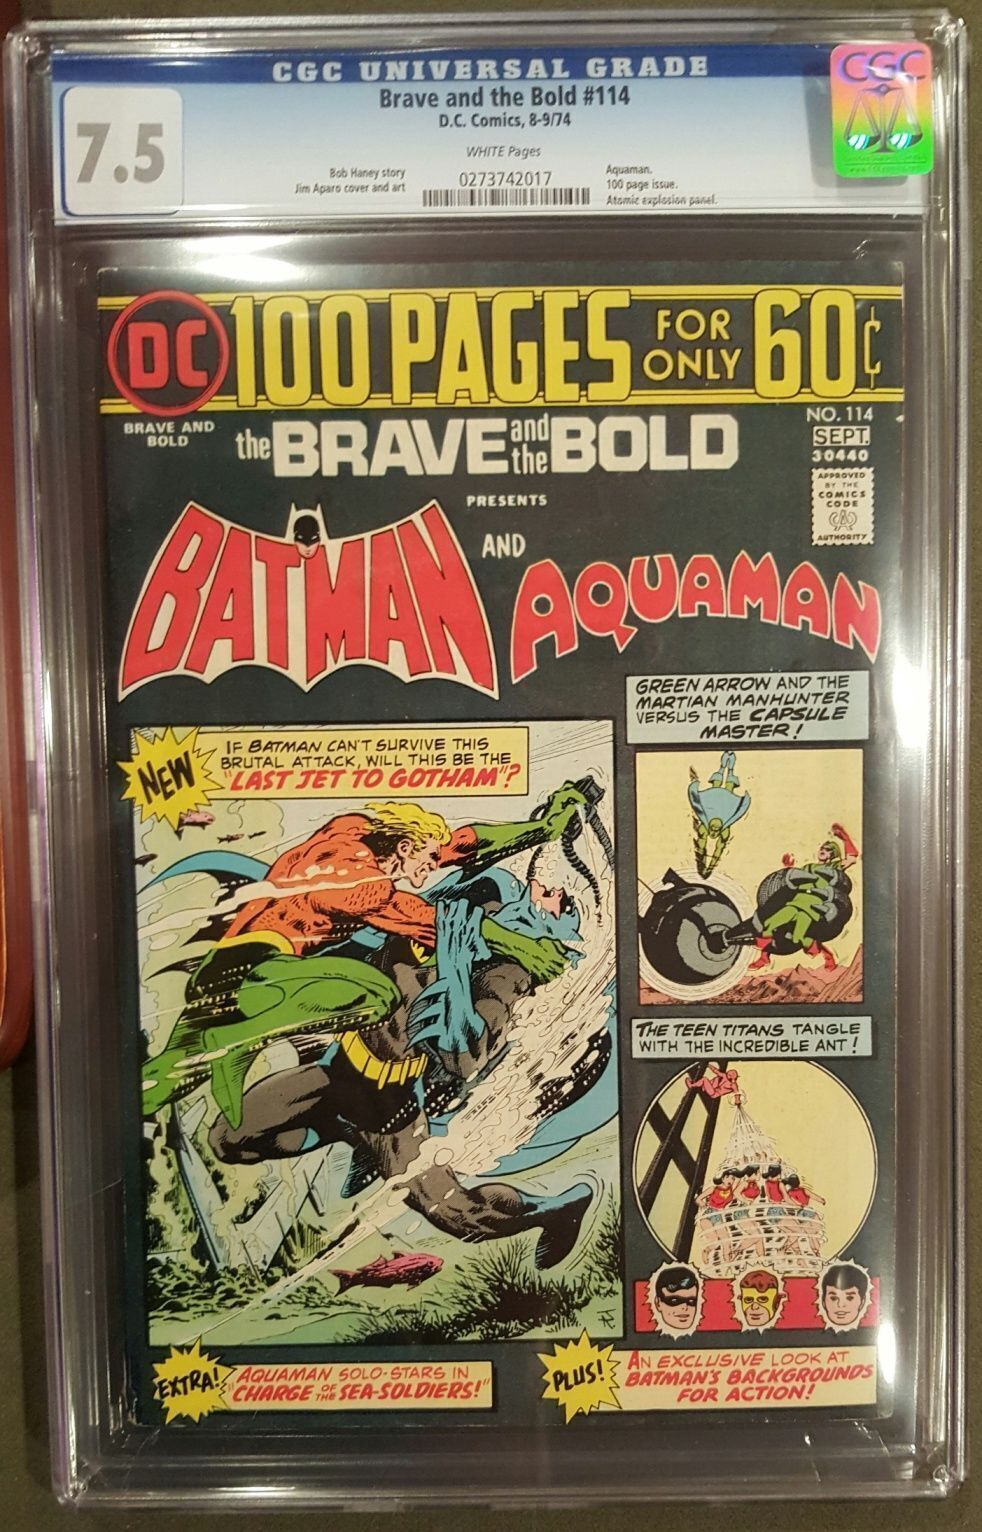 CGC UNIVERSAL GRADE
CGC
7.5
Brave and the Bold #114
D.C. Comics, 8-9/74
WHITE Pages
Bob Haney story
Jim Aparo cover and art
0273742017
Aquaman.
100 page issue.
Atomic explosion panel.
DC
100 PAGES FOR ONLY 60¢
BRAVE AND
BOLD
the BRAVE and the BOLD
NO. 114
SEPT.
30440
APPROVED
BY THE
COMICS
CODE
AUTHORITY
PRESENTS
BATMAN AND AQUAMAN
NEW
IF BATMAN CAN'T SURVIVE THIS
BRUTAL ATTACK, WILL THIS BE THE
"LAST JET TO GOTHAM"?
GREEN ARROW AND THE
MARTIAN MANHUNTER
VERSUS THE CAPSULE
MASTER!
THE TEEN TITANS TANGLE
WITH THE INCREDIBLE ANT!
EXTRA!
AQUAMAN SOLO-STARS IN
"CHARGE OF THE SEA-SOLDIERS!"
PLUS!
AN EXCLUSIVE LOOK AT
BATMAN'S BACKGROUNDS
FOR ACTION!